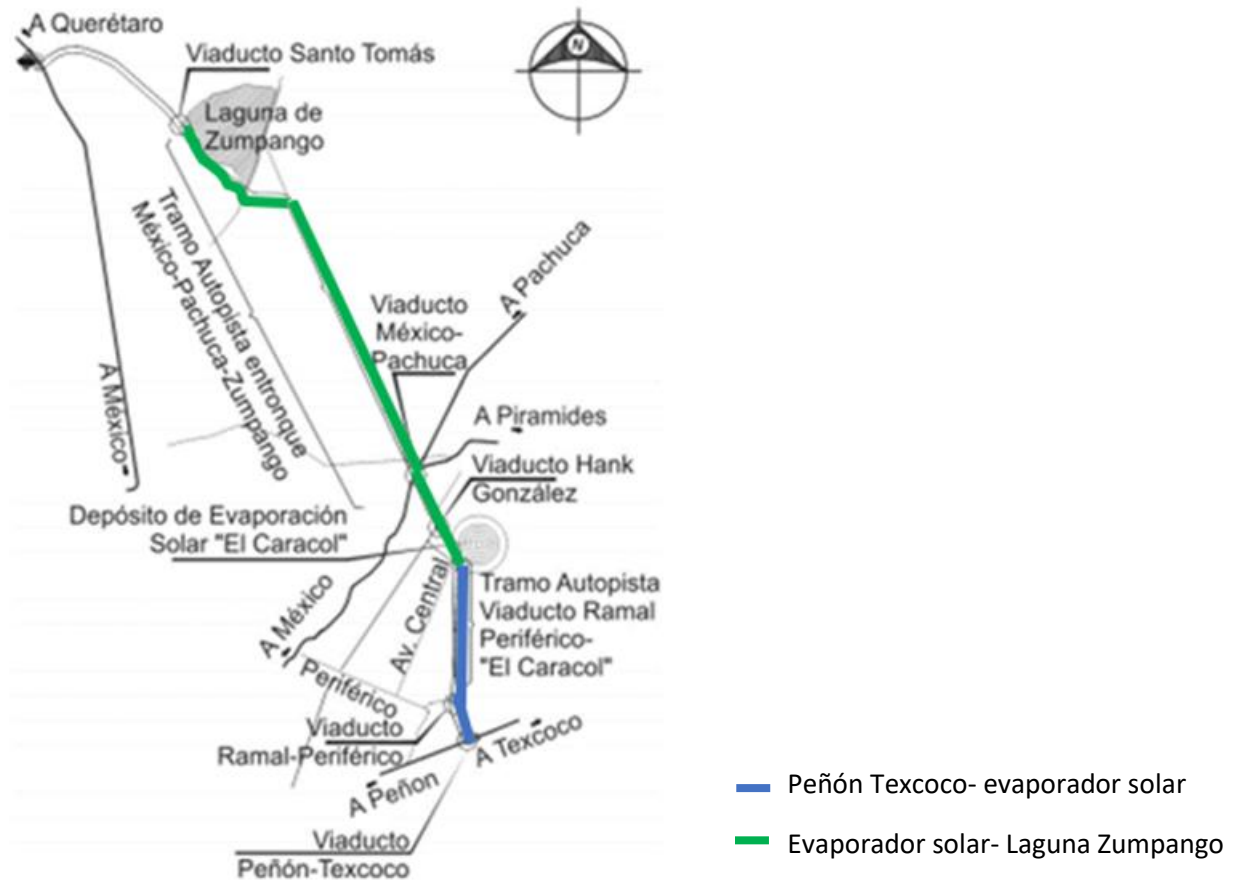 A Querétaro
Viaducto Santo Tomás
N
Laguna de
Zumpango
Tramo Autopista entronque
México-Pachuca-Zumpango
A México
Viaducto
México-
Pachuca
A Pachuca
A Piramides
Viaducto Hank
González
Depósito de Evaporación
Solar "El Caracol"
A México
Av. Central
Tramo Autopista
Viaducto Ramal
Periférico-
"El Caracol"
Periférico
Viaducto
Ramal-Periférico
A Texcoco
A Peñon
Viaducto
Peñón-Texcoco
Peñón Texcoco- evaporador solar
Evaporador solar- Laguna Zumpango